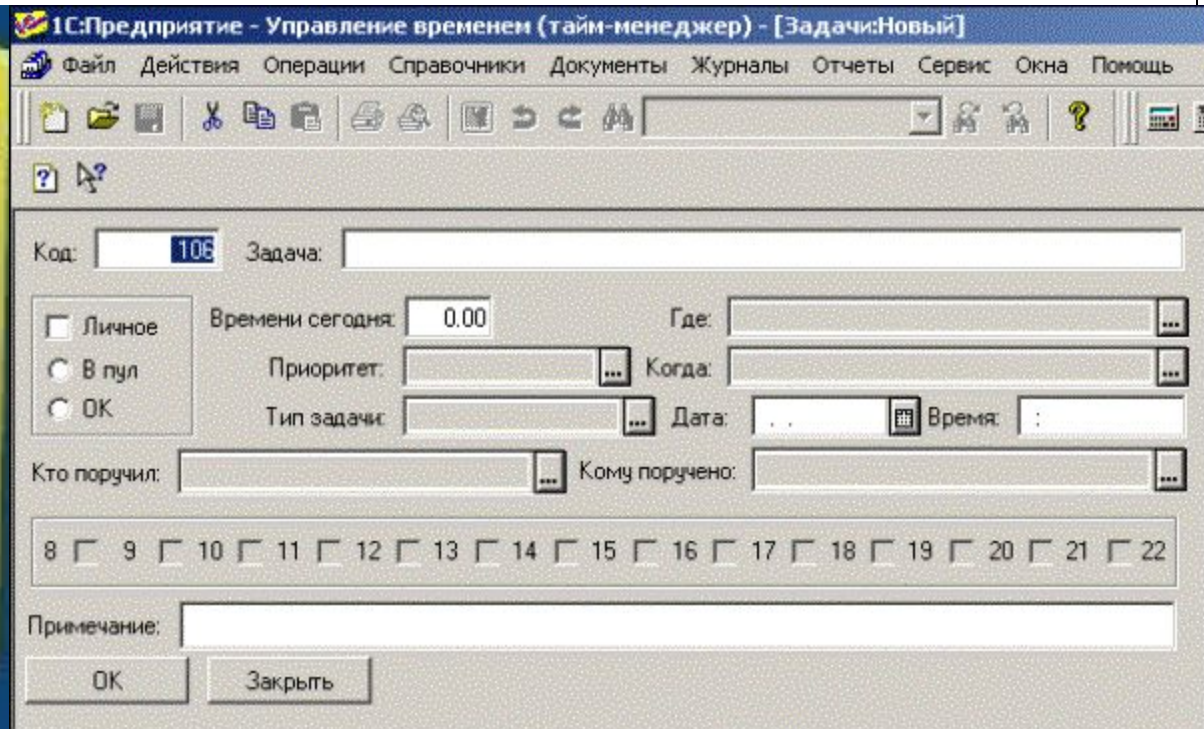 1С:Предприятие - Управление временем (тайм-менеджер) - [Задачи:Новый]
Файл Действия Операции Справочники Документы Журналы Отчеты Сервис Окна Помощь
Код: 106 Задача:
Личное Времени сегодня: 0.00 Где: ...
В пул Приоритет: ... Когда: ...
ОК Тип задачи: ... Дата: . . Время: :
Кто поручил: ... Кому поручено: ...
8 9 10 11 12 13 14 15 16 17 18 19 20 21 22
Примечание:
ОК Закрыть